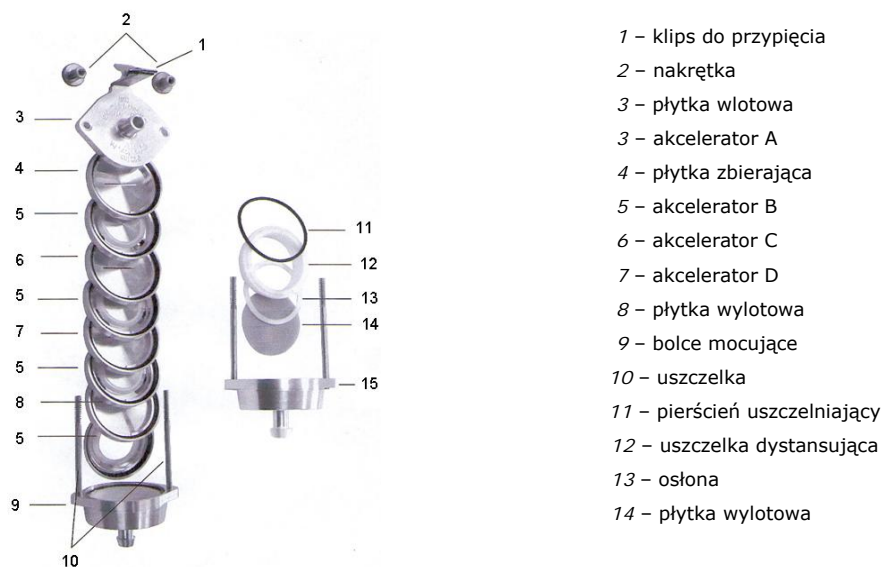 2
1
3
4
5
6
5
7
5
8
5
9
10
11
12
13
14
15
1 – klips do przypięcia
2 – nakrętka
3 – płytka wlotowa
3 – akcelerator A
4 – płytka zbierająca
5 – akcelerator B
6 – akcelerator C
7 – akcelerator D
8 – płytka wylotowa
9 – bolce mocujące
10 – uszczelka
11 – pierścień uszczelniający
12 – uszczelka dystansująca
13 – osłona
14 – płytka wylotowa